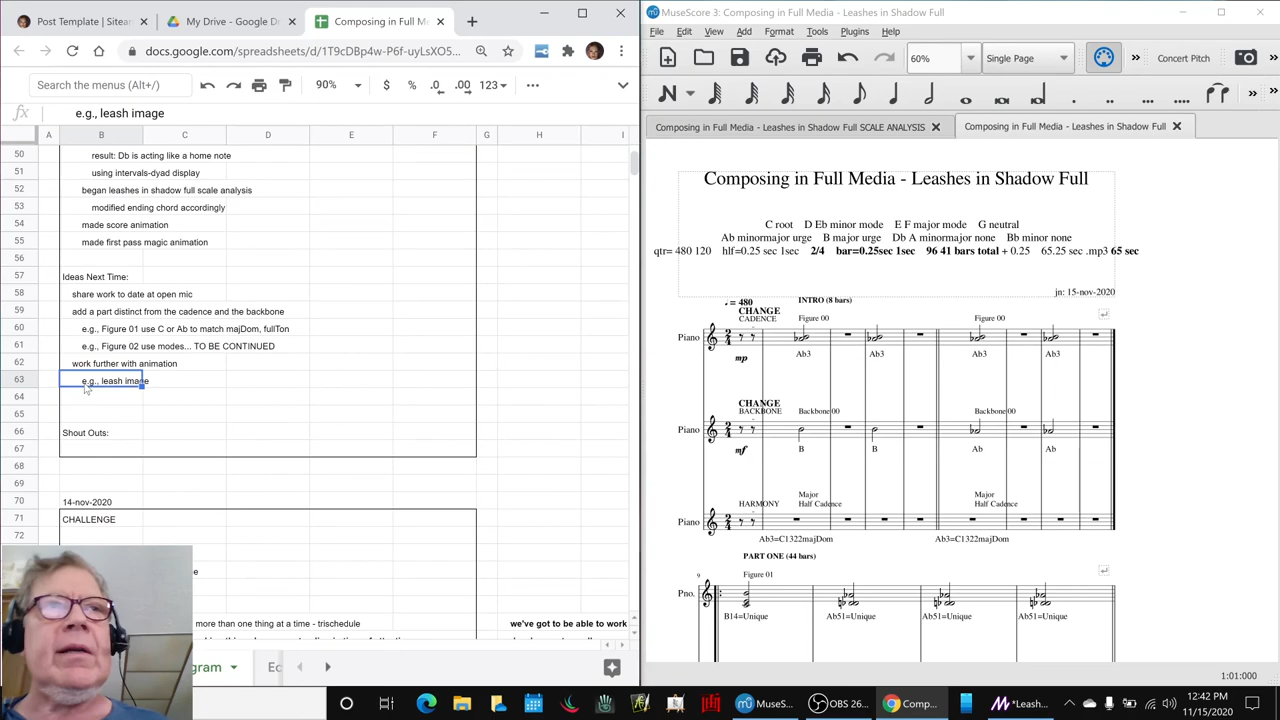 Post Template | Sitean
My Drive - Google D
Composing in Full M
docs.google.com/spreadsheets/d/1T9cDBp4w-P6f-uyLsXO5...
Search the menus (Alt+/)
90%
$ % .0 .00 123
e.g., leash image
A B C D E F G H I
50 result: Db is acting like a home note
51 using intervals-dyad display
52 began leashes in shadow full scale analysis
53 modified ending chord accordingly
54 made score animation
55 made first pass magic animation
56
57 Ideas Next Time:
58 share work to date at open mic
59 add a part distinct from the cadence and the backbone
60 e.g., Figure 01 use C or Ab to match majDom, fullTon
61 e.g., Figure 02 use modes... TO BE CONTINUED
62 work further with animation
63 e.g., leash image
64
65
66 Shout Outs:
67
68
69
70 14-nov-2020
71 CHALLENGE
72
more than one thing at a time - trischedule
we've got to be able to work
gram
Ec
MuseScore 3: Composing in Full Media - Leashes in Shadow Full
File Edit View Add Format Tools Plugins Help
60%
Single Page
Concert Pitch
Composing in Full Media - Leashes in Shadow Full SCALE ANALYSIS
Composing in Full Media - Leashes in Shadow Full
Composing in Full Media - Leashes in Shadow Full
C root D Eb minor mode E F major mode G neutral
Ab minormajor urge B major urge Db A minormajor none Bb minor none
qtr= 480 120 hlf=0.25 sec 1sec 2/4 bar=0.25sec 1sec 96 41 bars total + 0.25 65.25 sec .mp3 65 sec
jn: 15-nov-2020
= 480
INTRO (8 bars)
CHANGE
CADENCE
Figure 00
Figure 00
Piano
mp
Ab3 Ab3 Ab3 Ab3
CHANGE
BACKBONE
Backbone 00
Backbone 00
Piano
mf
B B Ab Ab
HARMONY
Major
Half Cadence
Major
Half Cadence
Piano
Ab3=C1322majDom
Ab3=C1322majDom
PART ONE (44 bars)
9
Figure 01
Pno.
B14=Unique Ab51=Unique Ab51=Unique Ab51=Unique
1:01:000
MuseS...
OBS 26...
Comp...
*Leash...
12:42 PM
11/15/2020